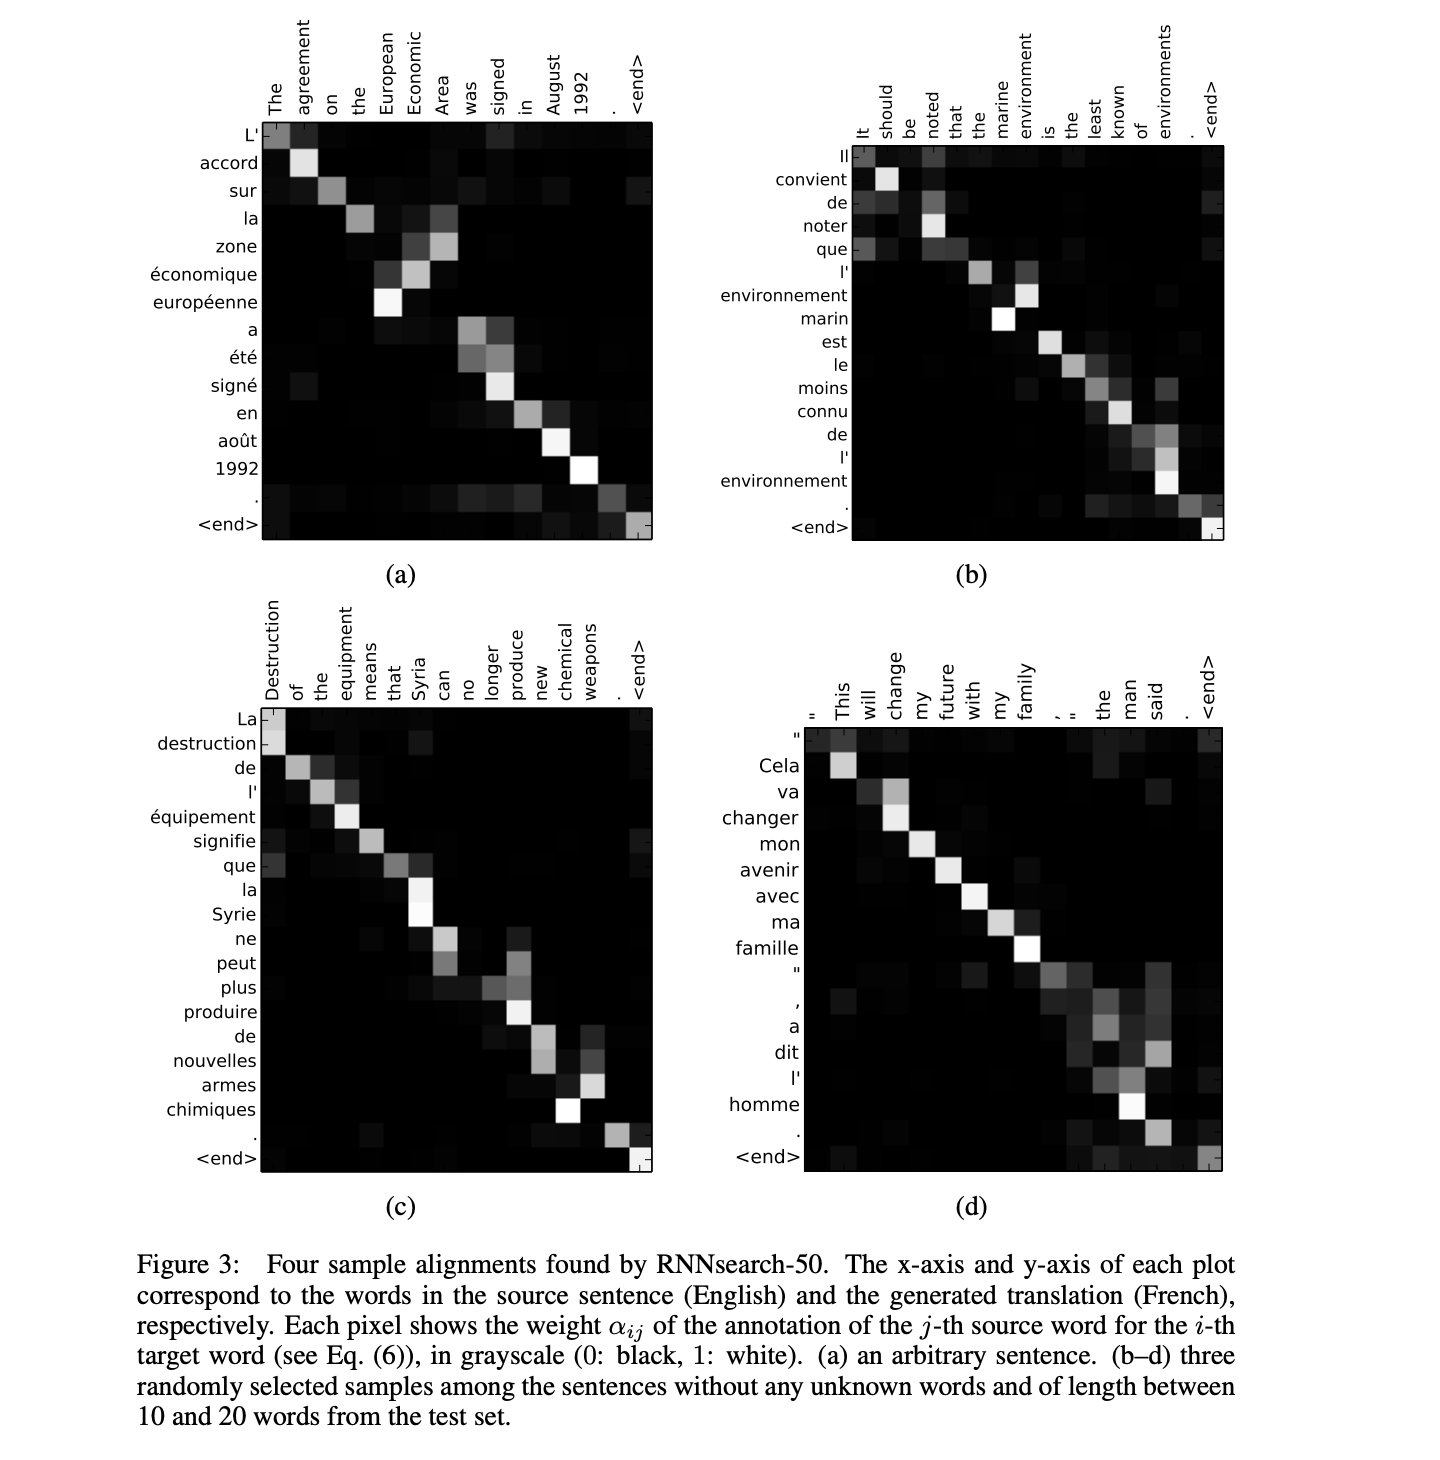 The agreement on the European Economic Area was signed in August 1992 . <end>
L'
accord
sur
la
zone
économique
européenne
a
été
signé
en
août
1992
.
<end>
(a)
It should be noted that the marine environment is the least known of environments . <end>
Il
convient
de
noter
que
l'
environnement
marin
est
le
moins
connu
de
l'
environnement
.
<end>
(b)
Destruction of the equipment means that Syria can no longer produce new chemical weapons . <end>
La
destruction
de
l'
équipement
signifie
que
la
Syrie
ne
peut
plus
produire
de
nouvelles
armes
chimiques
.
<end>
(c)
" This will change my future with my family , " the man said . <end>
"
Cela
va
changer
mon
avenir
avec
ma
famille
"
,
a
dit
l'
homme
.
<end>
(d)
Figure 3: Four sample alignments found by RNNsearch-50. The x-axis and y-axis of each plot
correspond to the words in the source sentence (English) and the generated translation (French),
respectively. Each pixel shows the weight αij of the annotation of the j-th source word for the i-th
target word (see Eq. (6)), in grayscale (0: black, 1: white). (a) an arbitrary sentence. (b–d) three
randomly selected samples among the sentences without any unknown words and of length between
10 and 20 words from the test set.